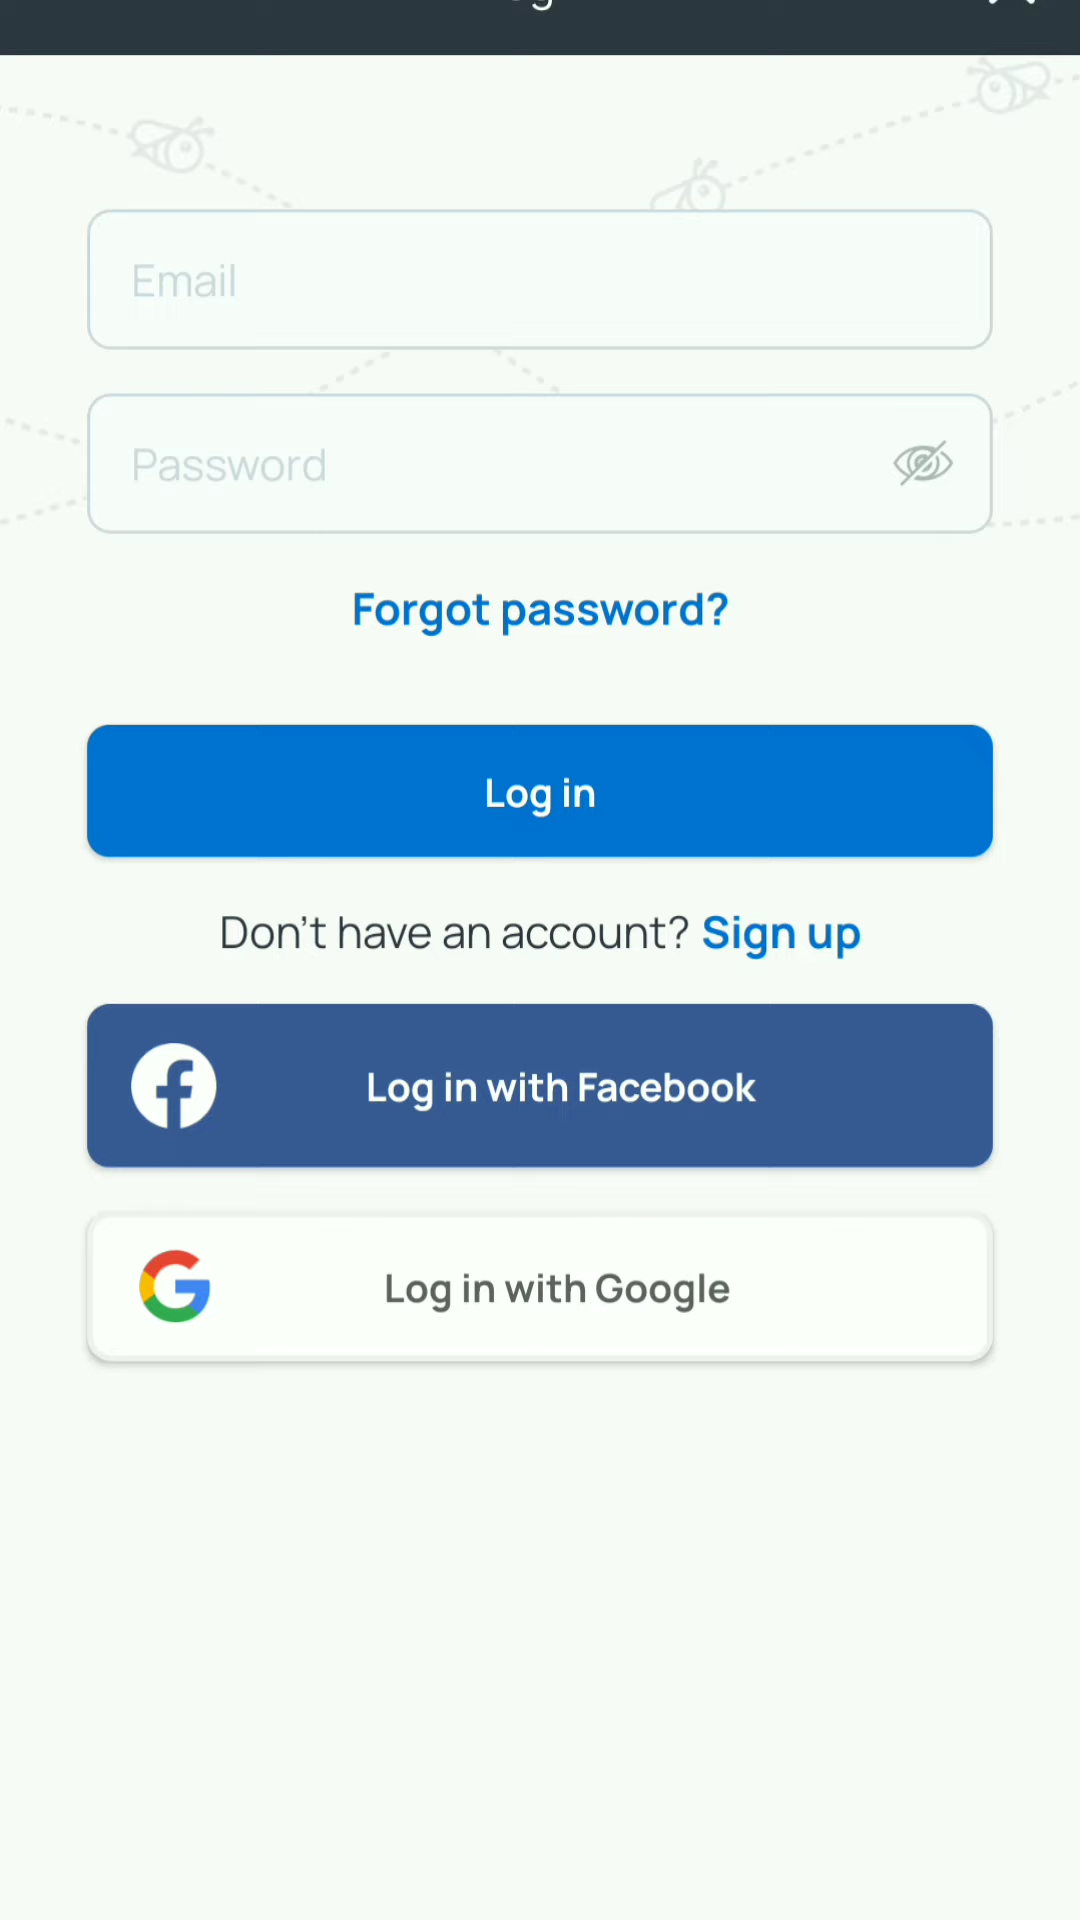 Email
Password
Forgot password?
Log in
Don't have an account? Sign up
Log in with Facebook
Log in with Google